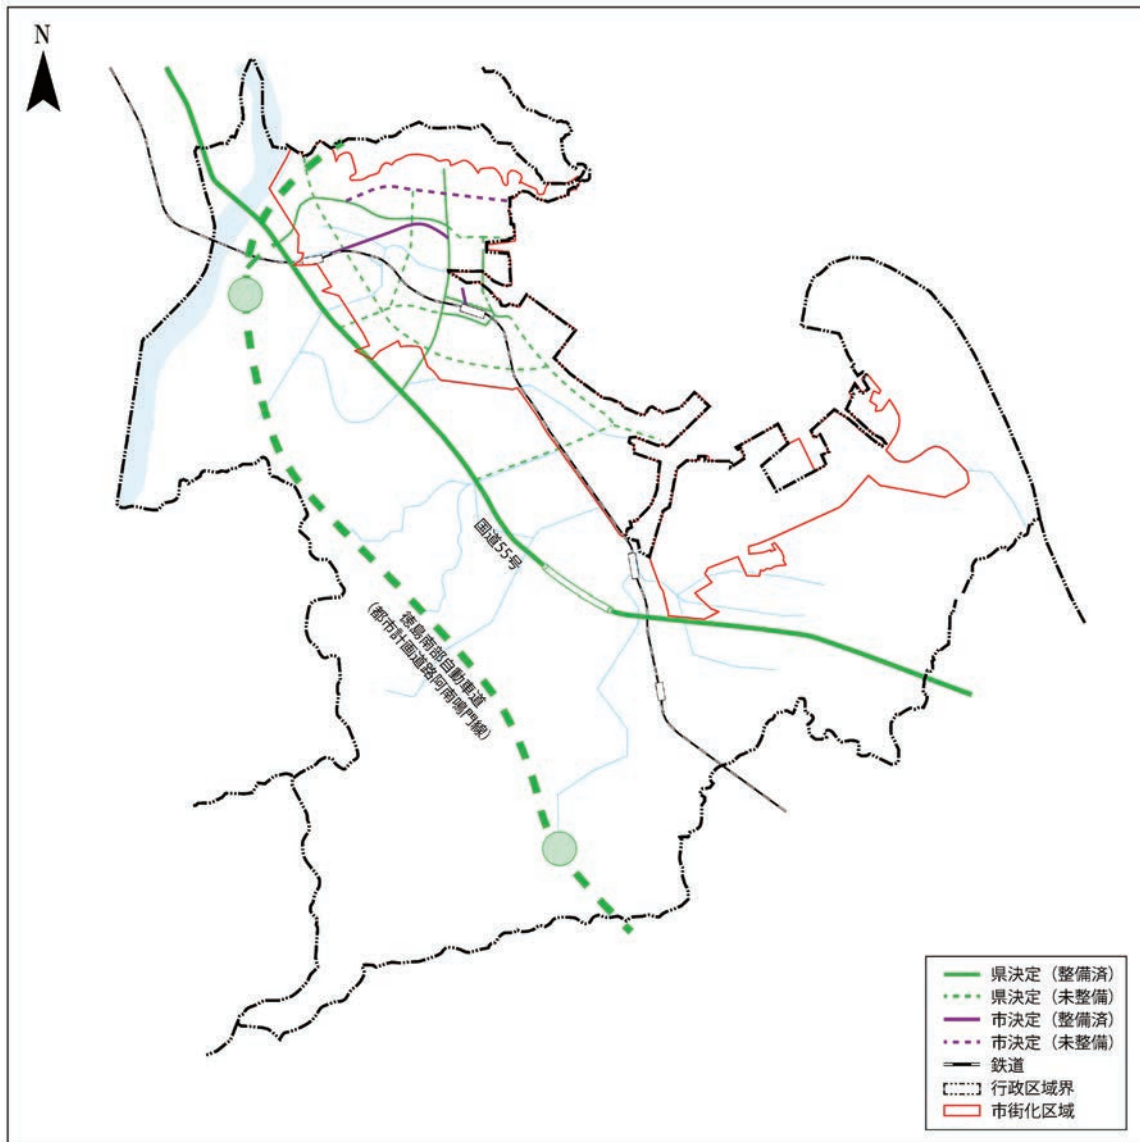 N
国道55号
徳島南部自動車道
(都市計画道路阿南鳴門線)
県決定（整備済）
県決定（未整備）
市決定（整備済）
市決定（未整備）
鉄道
行政区域界
市街化区域